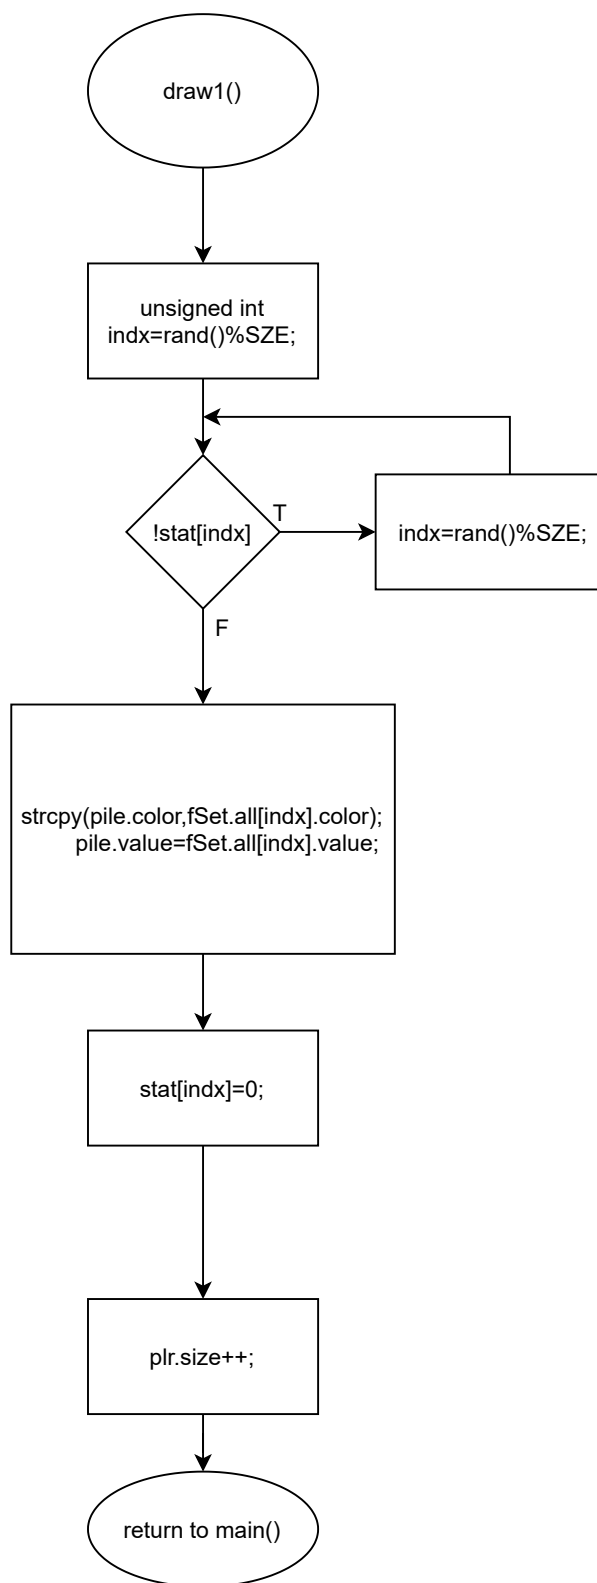 draw1()
unsigned int
indx=rand()%SZE;
!stat[indx]
T
indx=rand()%SZE;
F
strcpy(pile.color,fSet.all[indx].color);
pile.value=fSet.all[indx].value;
stat[indx]=0;
plr.size++;
return to main()